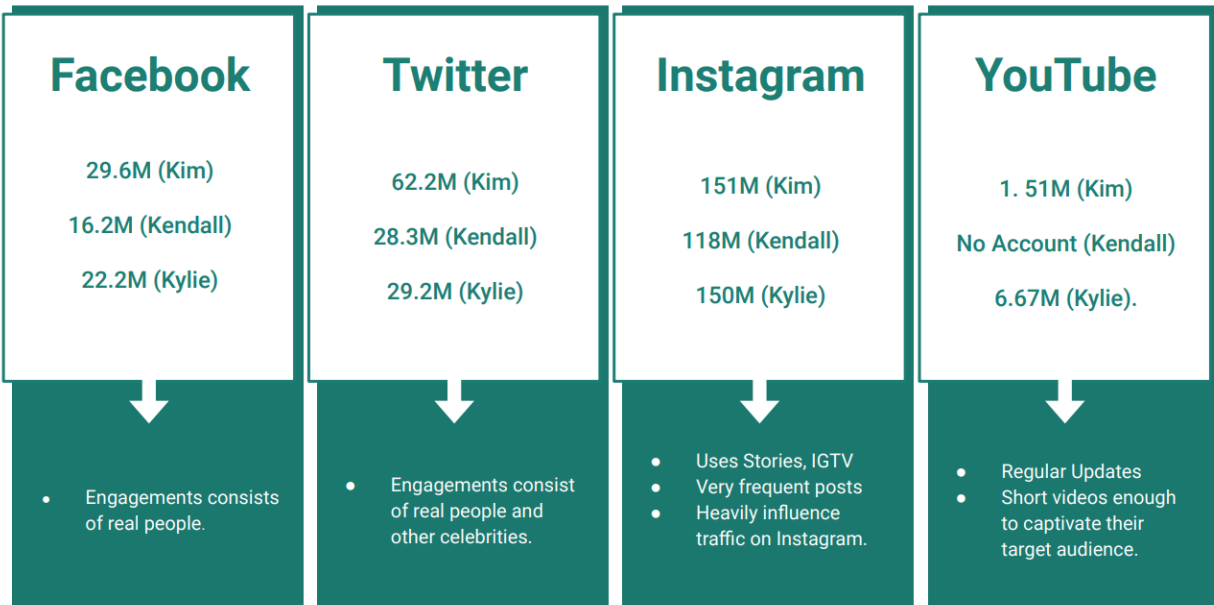 Facebook
29.6M (Kim)
16.2M (Kendall)
22.2M (Kylie)
● Engagements consists
of real people.
Twitter
62.2M (Kim)
28.3M (Kendall)
29.2M (Kylie)
● Engagements consist
of real people and
other celebrities.
Instagram
151M (Kim)
118M (Kendall)
150M (Kylie)
● Uses Stories, IGTV
● Very frequent posts
● Heavily influence
traffic on Instagram.
YouTube
1. 51M (Kim)
No Account (Kendall)
6.67M (Kylie).
● Regular Updates
● Short videos enough
to captivate their
target audience.